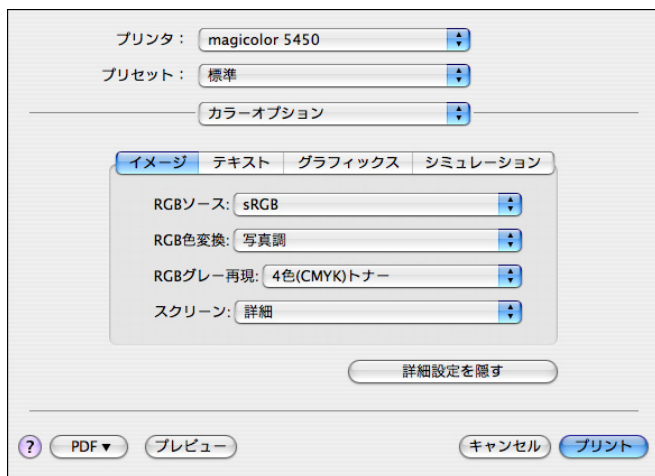 プリンタ： magicolor 5450
プリセット： 標準
カラーオプション
イメージ テキスト グラフィックス シミュレーション
RGBソース: sRGB
RGB色変換: 写真調
RGBグレー再現: 4色(CMYK)トナー
スクリーン: 詳細
詳細設定を隠す
? PDF▼ プレビュー キャンセル プリント